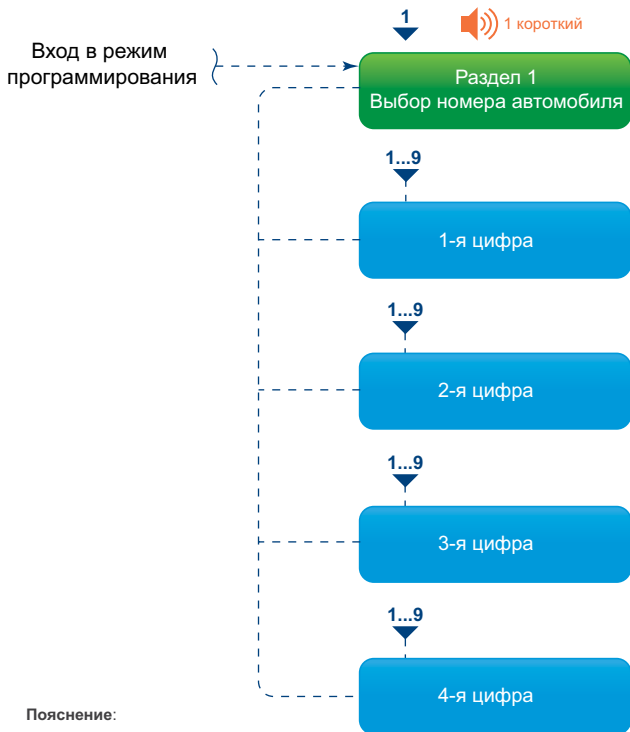 1
1 короткий
Вход в режим
программирования
Раздел 1
Выбор номера автомобиля
1...9
1-я цифра
1...9
2-я цифра
1...9
3-я цифра
1...9
4-я цифра
Пояснение: